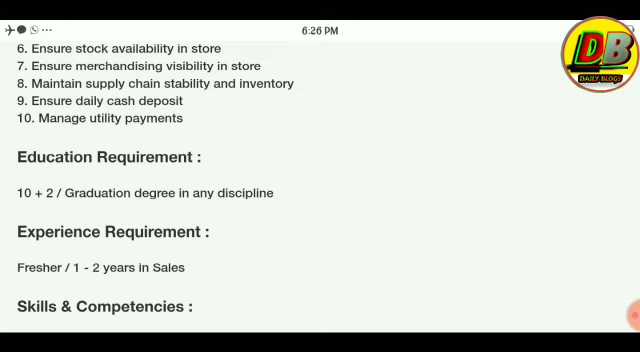 6:26 PM
6. Ensure stock availability in store
7. Ensure merchandising visibility in store
8. Maintain supply chain stability and inventory
9. Ensure daily cash deposit
10. Manage utility payments
DB
DAILY BLOGS
Education Requirement :
10 + 2 / Graduation degree in any discipline
Experience Requirement :
Fresher / 1 - 2 years in Sales
Skills & Competencies :